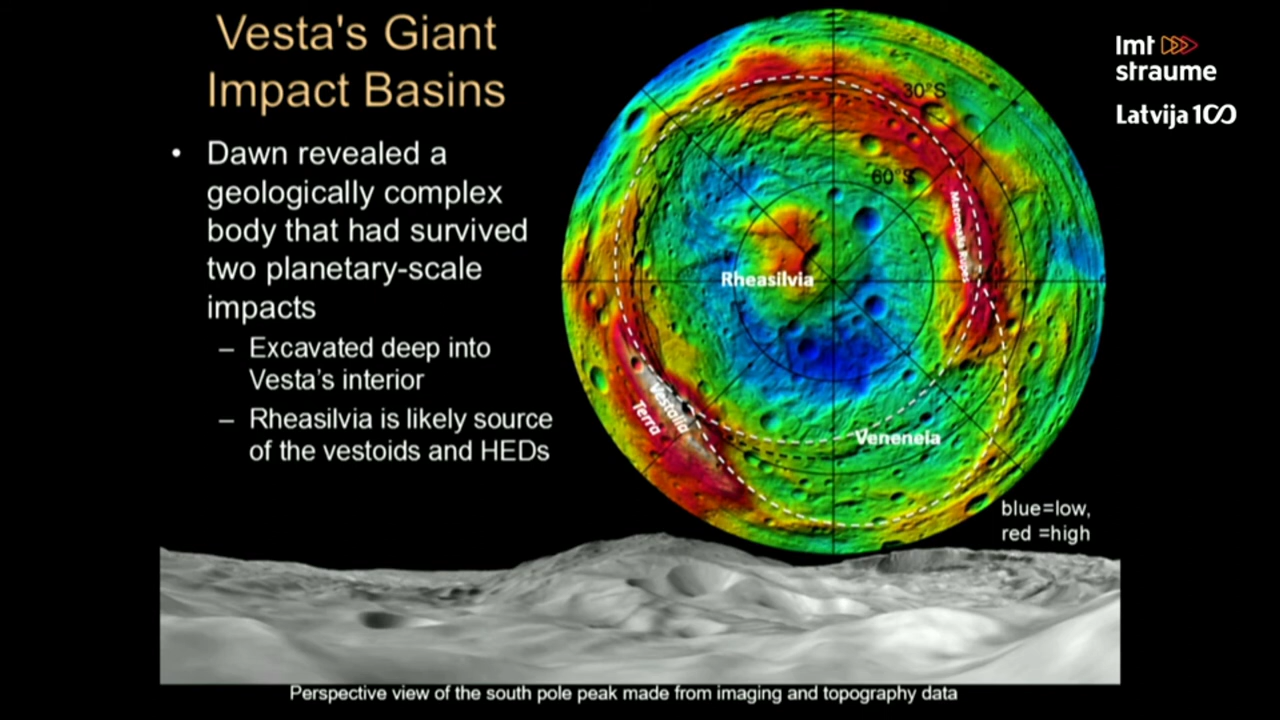 Vesta's Giant
Impact Basins
• Dawn revealed a
geologically complex
body that had survived
two planetary-scale
impacts
– Excavated deep into
Vesta's interior
– Rheasilvia is likely source
of the vestoids and HEDs
30°S
60°S
Matronalia Rupes
Rheasilvia
Vestalia
Terra
Venenela
blue=low,
red =high
Perspective view of the south pole peak made from imaging and topography data
lmt
straume
Latvija 100